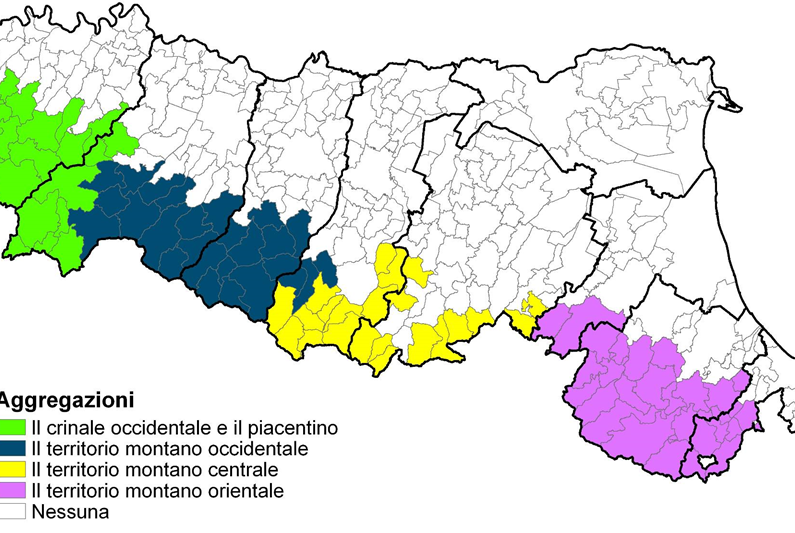 Aggregazioni
Il crinale occidentale e il piacentino
Il territorio montano occidentale
Il territorio montano centrale
Il territorio montano orientale
Nessuna